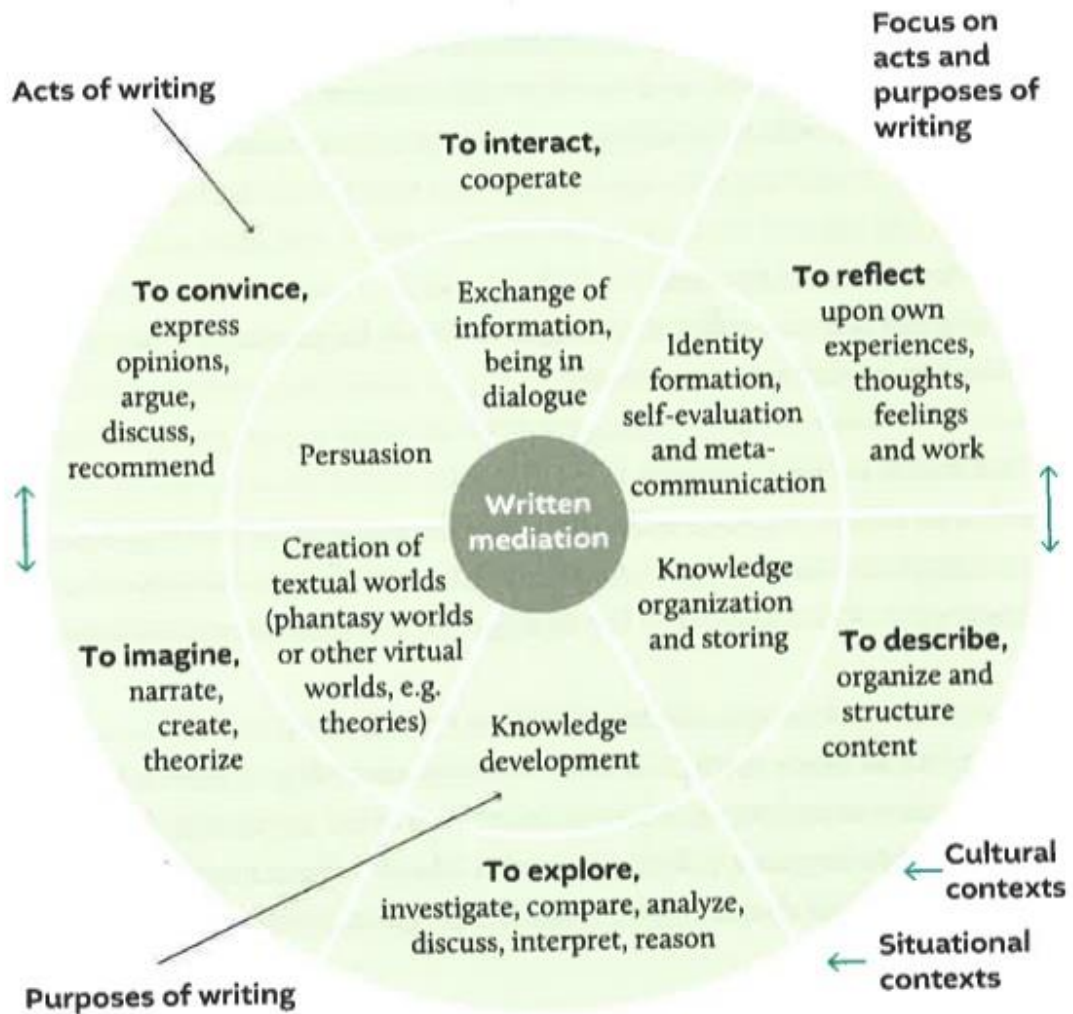 Focus on
acts and
purposes of
writing
Acts of writing
To interact,
cooperate
To convince,
express
opinions,
argue,
discuss,
recommend
Exchange of
information,
being in
dialogue
To reflect
upon own
experiences,
thoughts,
feelings
and work
Identity
formation,
self-evaluation
and meta-
communication
Persuasion
Written
mediation
Creation of
textual worlds
(phantasy worlds
or other virtual
worlds, e.g.
theories)
Knowledge
organization
and storing
To imagine,
narrate,
create,
theorize
To describe,
organize and
structure
content
Knowledge
development
To explore,
investigate, compare, analyze,
discuss, interpret, reason
Cultural
contexts
Situational
contexts
Purposes of writing